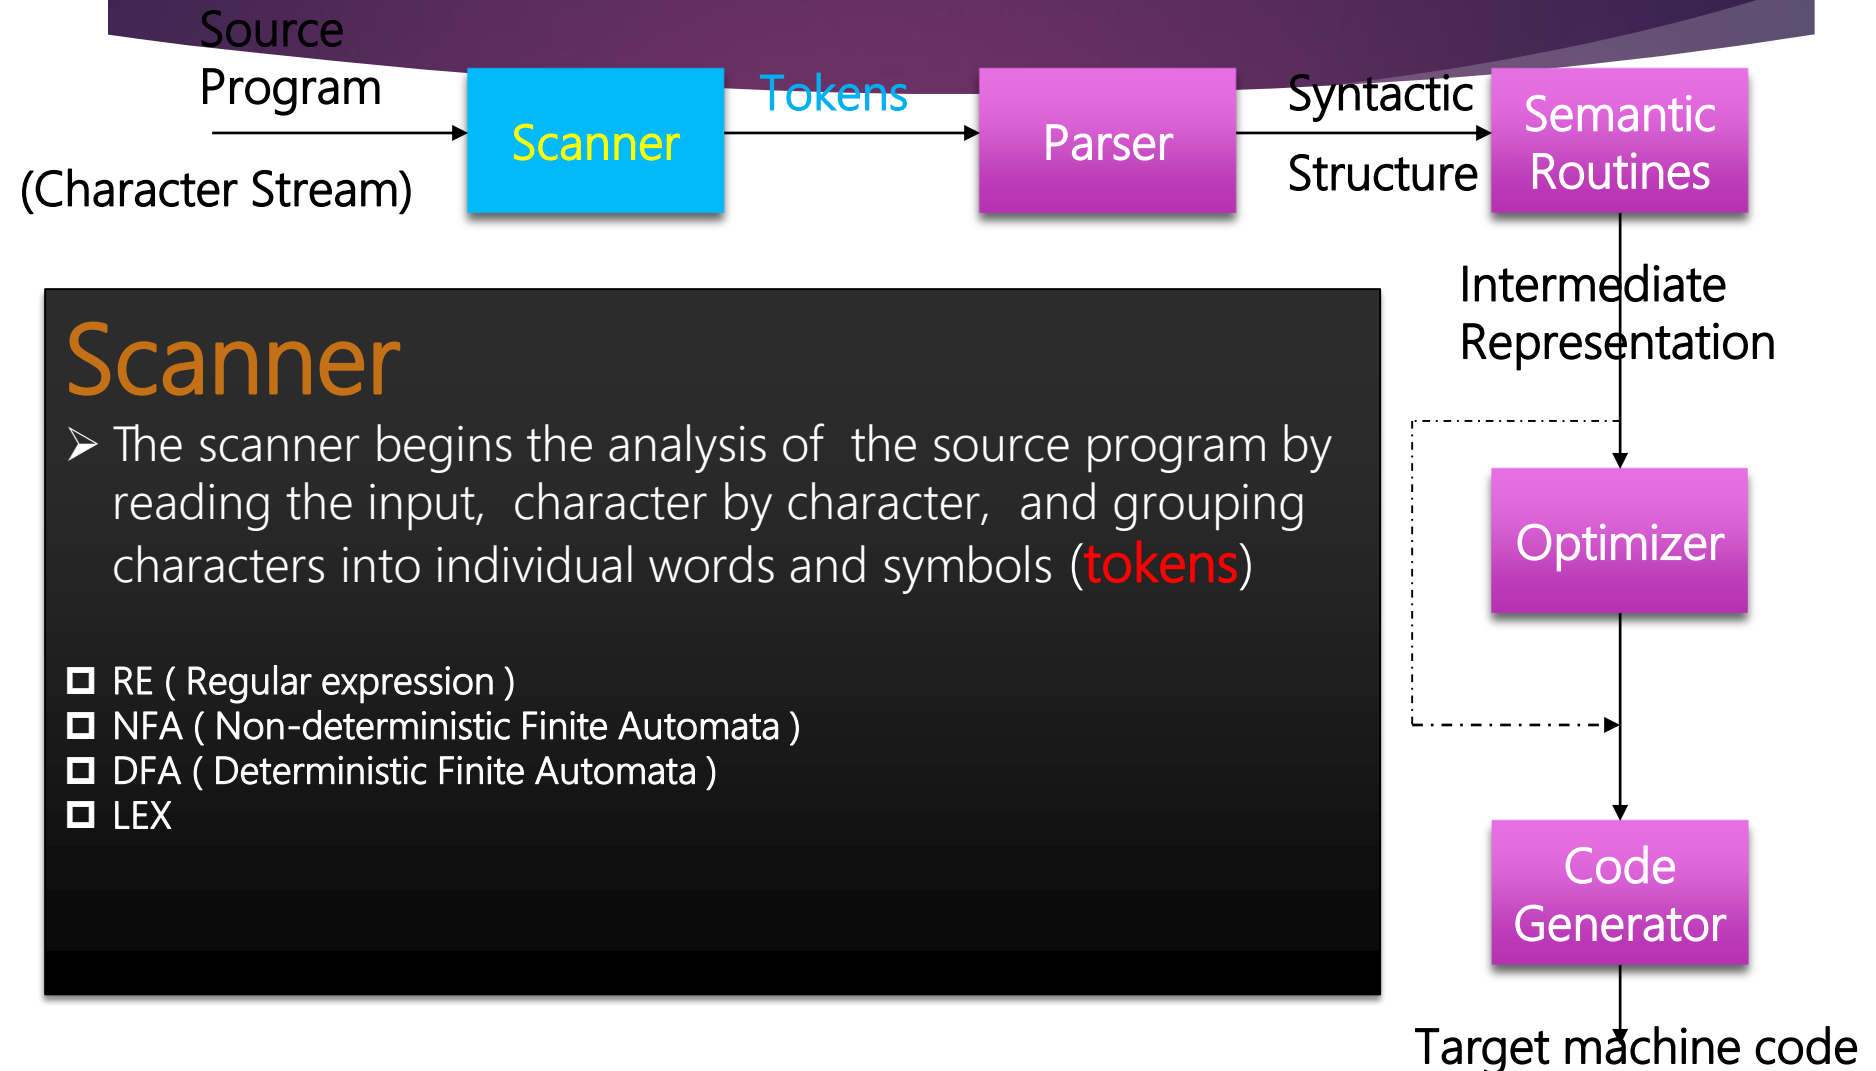 Source
Program
(Character Stream)
Scanner
Tokens
Parser
Syntactic
Structure
Semantic
Routines
Intermediate
Representation
Scanner
The scanner begins the analysis of  the source program by
reading the input,  character by character,  and grouping
characters into individual words and symbols (tokens)
RE ( Regular expression )
NFA ( Non-deterministic Finite Automata )
DFA ( Deterministic Finite Automata )
LEX
Optimizer
Code
Generator
Target machine code